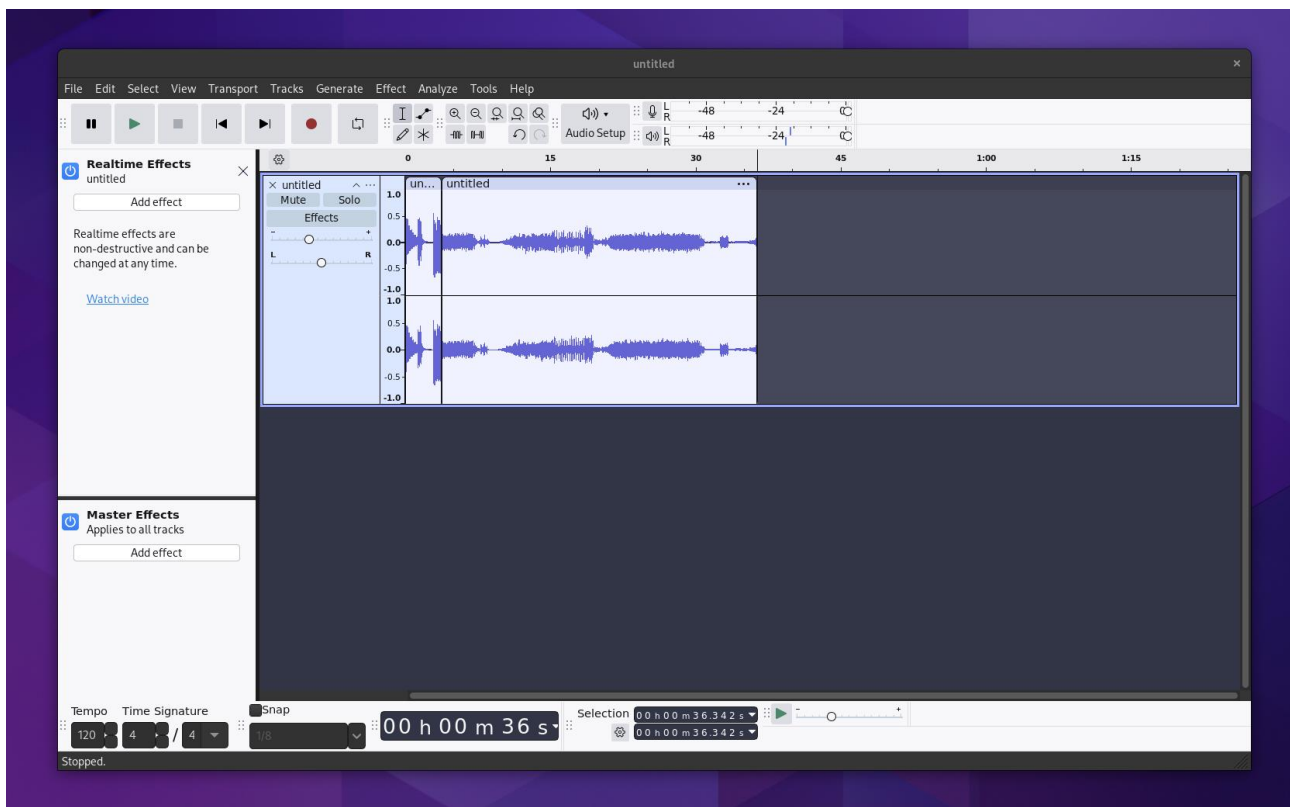 untitled
File Edit Select View Transport Tracks Generate Effect Analyze Tools Help
L R -48 -24 0
Audio Setup L R -48 -24 0
0 15 30 45 1:00 1:15
Realtime Effects
untitled
Add effect
Realtime effects are
non-destructive and can be
changed at any time.
Watch video
untitled
Mute Solo
Effects
- +
L R
un... untitled
1.0
0.5
0.0
-0.5
-1.0
1.0
0.5
0.0
-0.5
-1.0
Master Effects
Applies to all tracks
Add effect
Tempo Time Signature Snap
120 4 / 4 1/8
00 h 00 m 36 s
Selection 00 h 00 m 36.342 s
00 h 00 m 36.342 s
- +
Stopped.